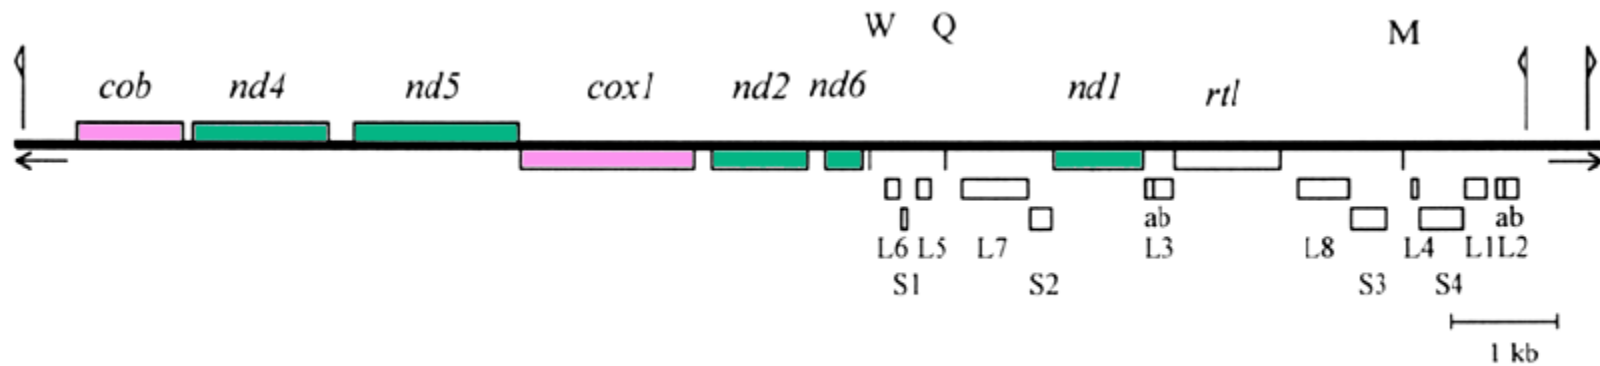 W Q M
cob nd4 nd5 cox1 nd2 nd6 nd1 rtl
ab ab
L6 L5 L7 L3 L8 L4 L1 L2
S1 S2 S3 S4
1 kb